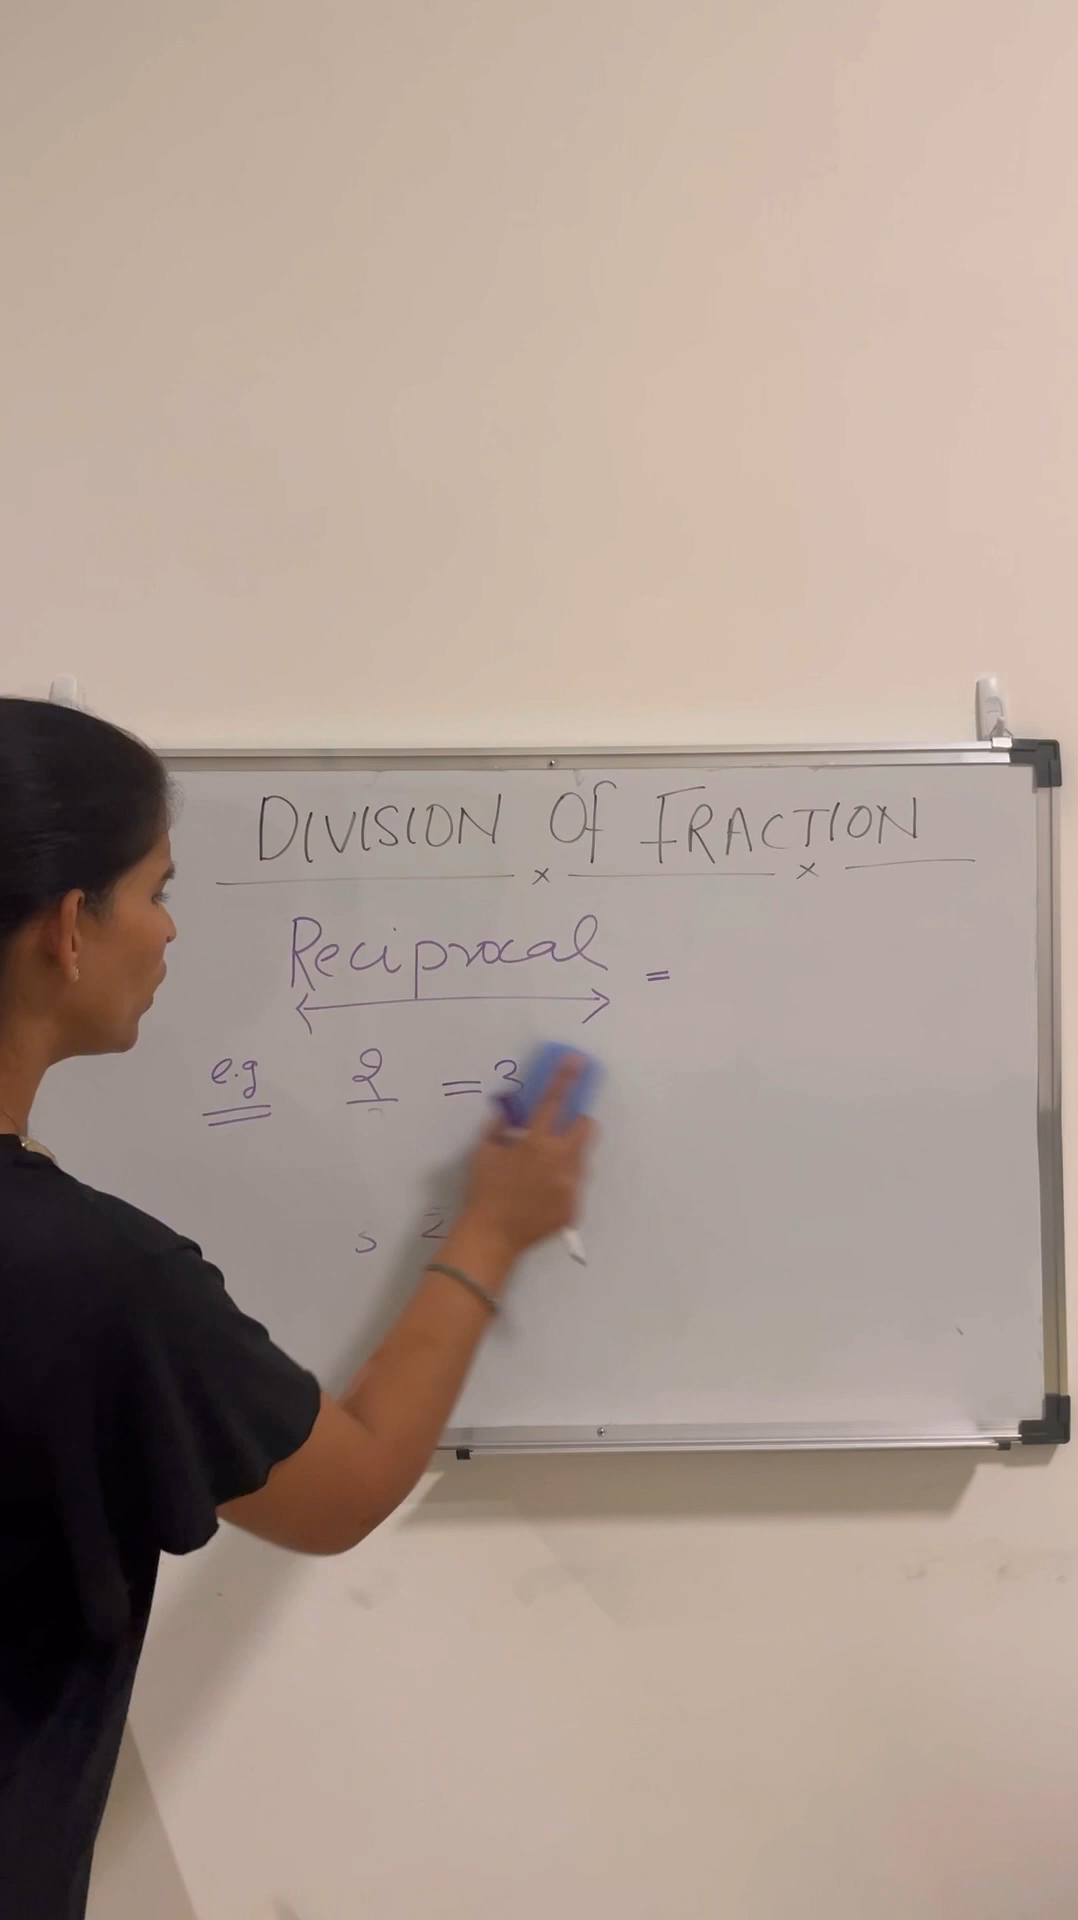 DIVISION Of FRACTION
x x
Reciprocal =
e.g 2 = 3
s